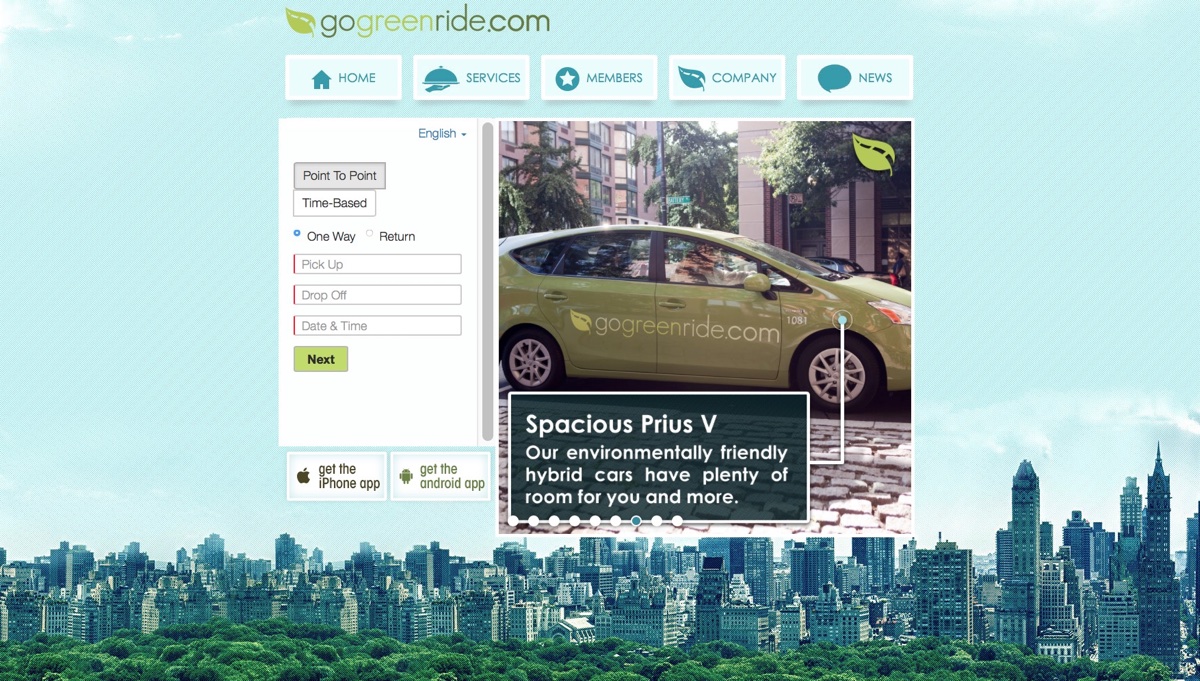 gogreenride.com
HOME
SERVICES
MEMBERS
COMPANY
NEWS
English
Point To Point
Time-Based
One Way
Return
Pick Up
Drop Off
Date & Time
Next
get the
iPhone app
get the
android app
gogreenride.com
1081
Spacious Prius V
Our environmentally friendly
hybrid cars have plenty of
room for you and more.